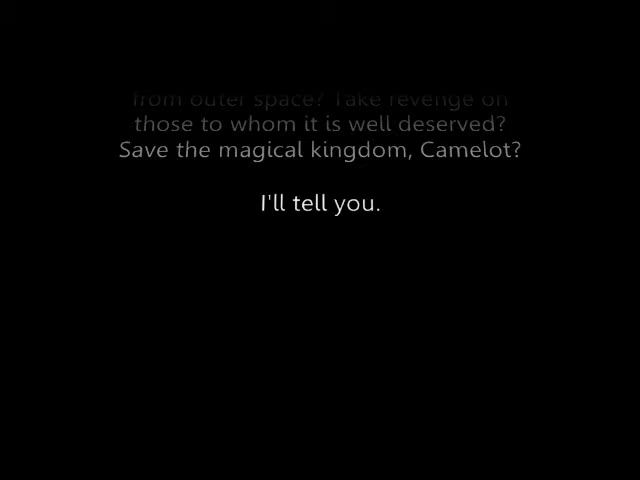 from outer space? Take revenge on
those to whom it is well deserved?
Save the magical kingdom, Camelot?
I'll tell you.